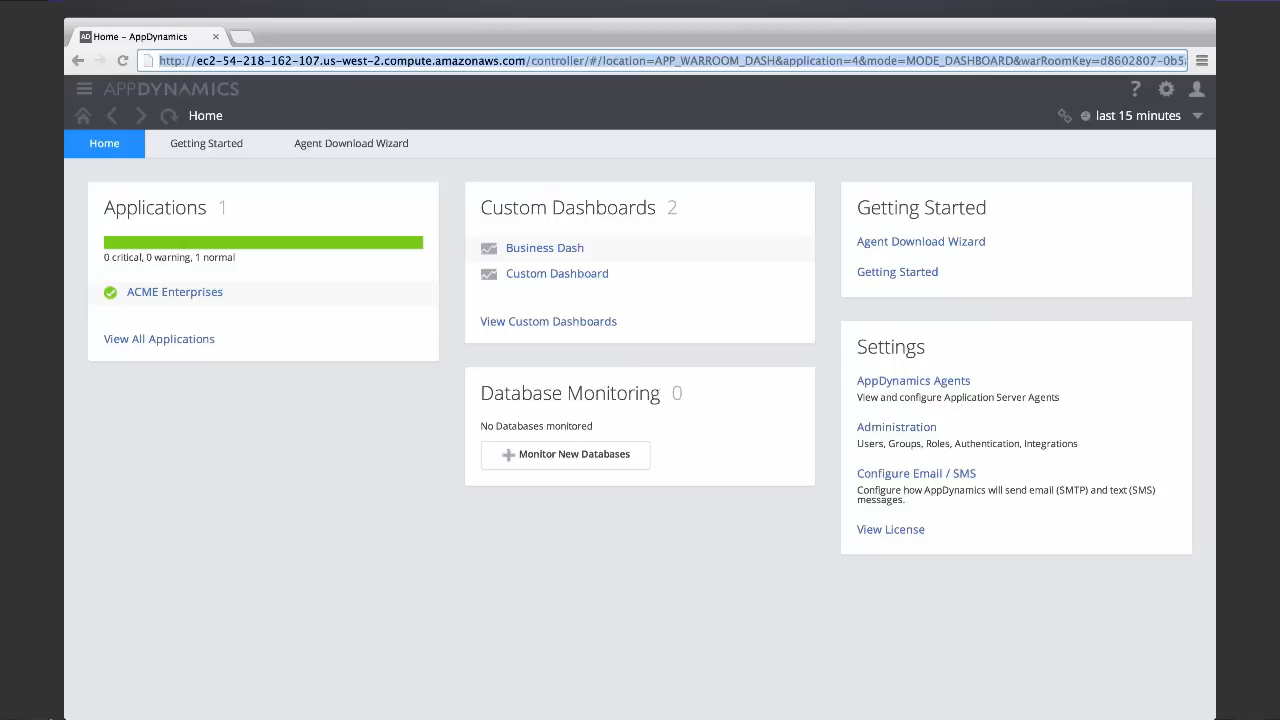 AD Home – AppDynamics
http://ec2-54-218-162-107.us-west-2.compute.amazonaws.com/controller/#/location=APP_WARROOM_DASH&application=4&mode=MODE_DASHBOARD&warRoomKey=d8602807-0b5
APPDYNAMICS
?
Home
last 15 minutes
Home
Getting Started
Agent Download Wizard
Applications 1
0 critical, 0 warning, 1 normal
ACME Enterprises
View All Applications
Custom Dashboards 2
Business Dash
Custom Dashboard
View Custom Dashboards
Database Monitoring 0
No Databases monitored
Monitor New Databases
Getting Started
Agent Download Wizard
Getting Started
Settings
AppDynamics Agents
View and configure Application Server Agents
Administration
Users, Groups, Roles, Authentication, Integrations
Configure Email / SMS
Configure how AppDynamics will send email (SMTP) and text (SMS)
messages.
View License